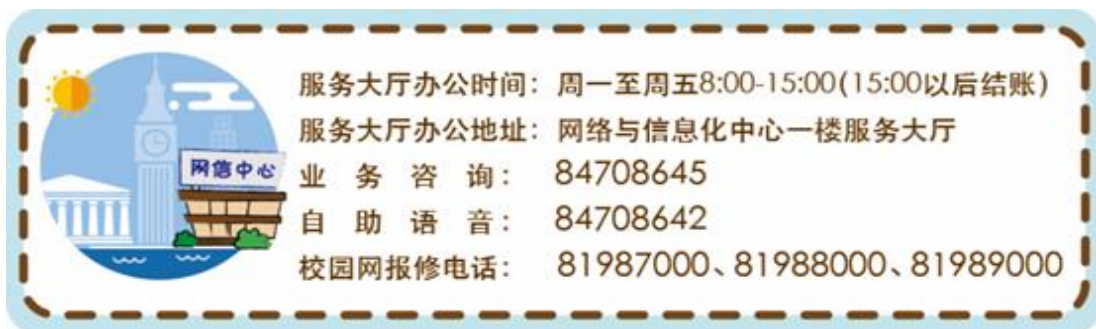 服务大厅办公时间：周一至周五8:00-15:00(15:00以后结账)
服务大厅办公地址：网络与信息化中心一楼服务大厅
网信中心
业务咨询：84708645
自助语音：84708642
校园网报修电话：81987000、81988000、81989000